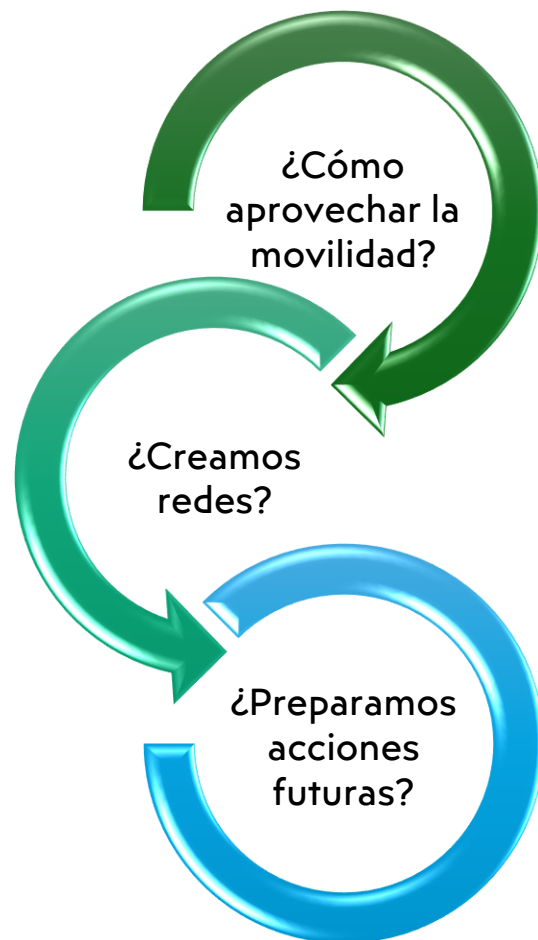 ¿Cómo
aprovechar la
movilidad?
¿Creamos
redes?
¿Preparamos
acciones
futuras?